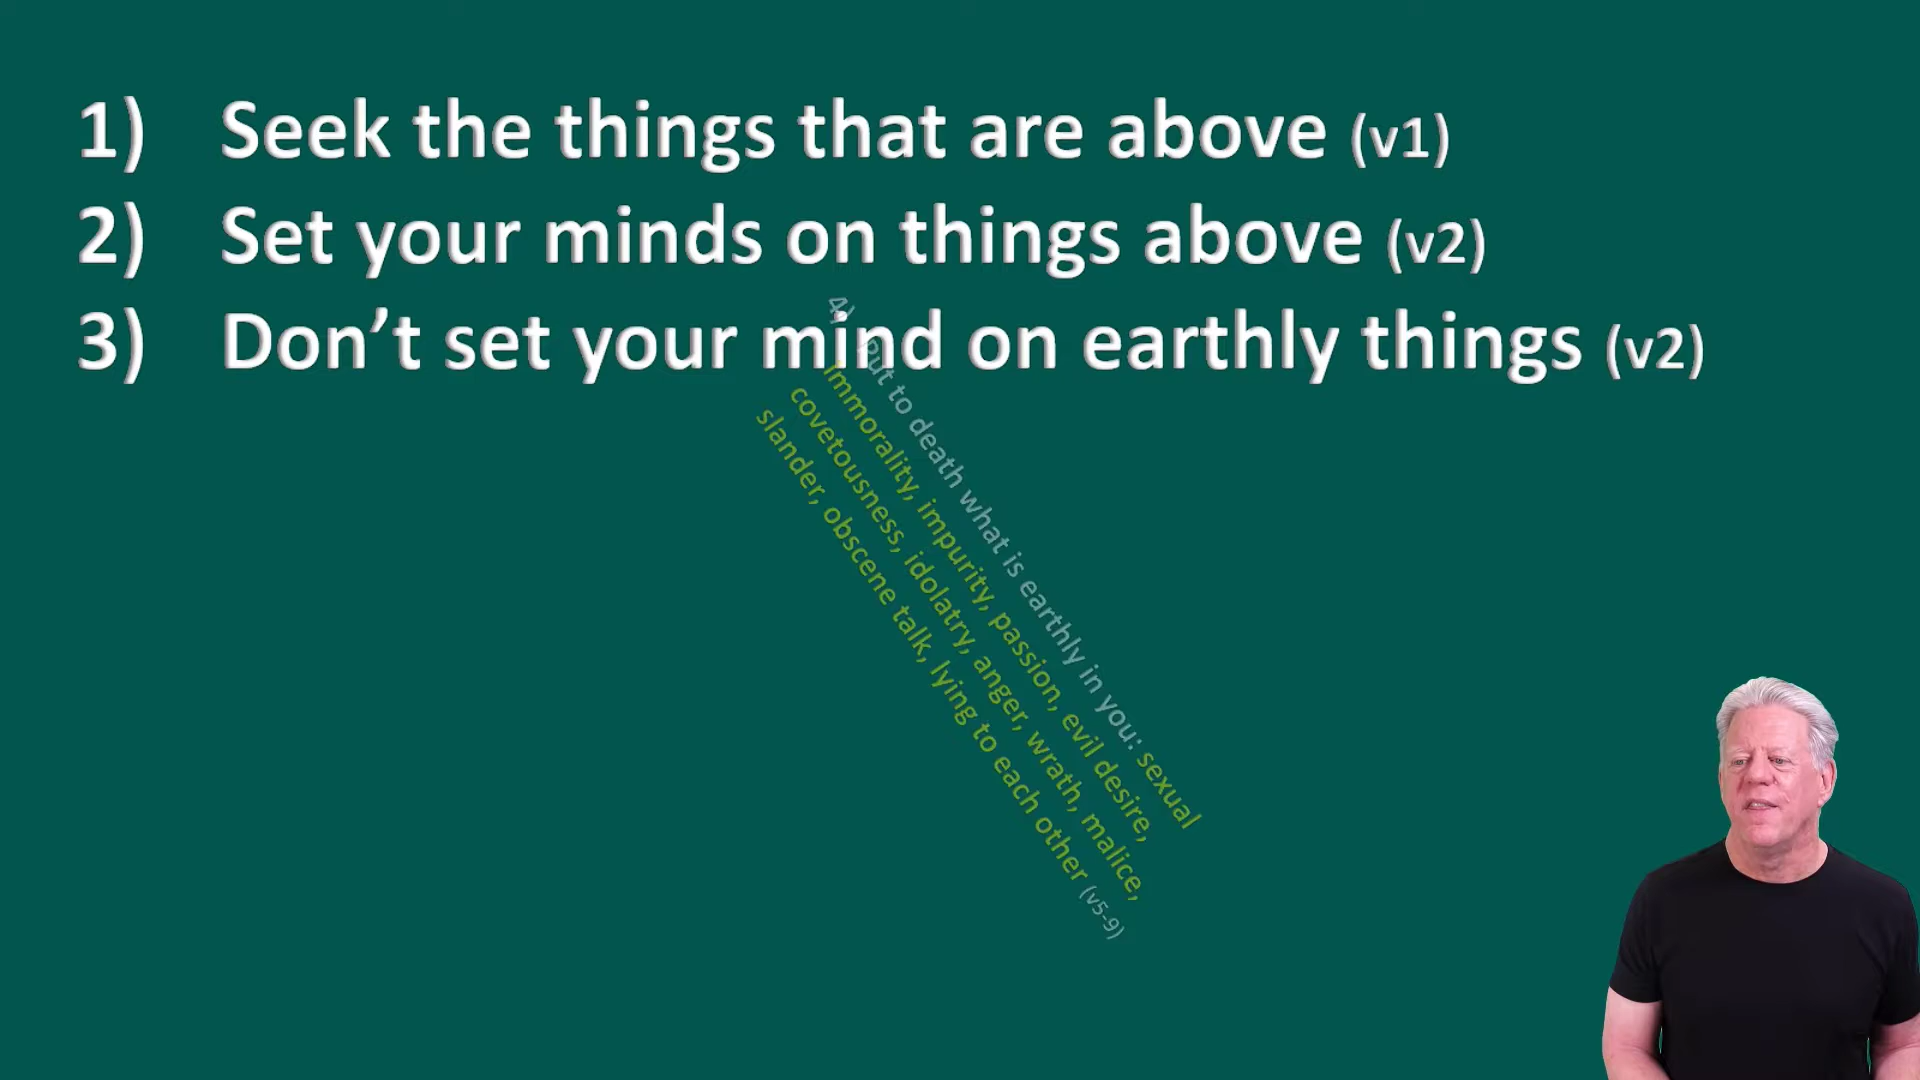 1) Seek the things that are above (v1)
2) Set your minds on things above (v2)
3) Don’t set your mind on earthly things (v2)
4) Put to death what is earthly in you: sexual
immorality, impurity, passion, evil desire,
covetousness, idolatry, anger, wrath, malice,
slander, obscene talk, lying to each other (v5-9)